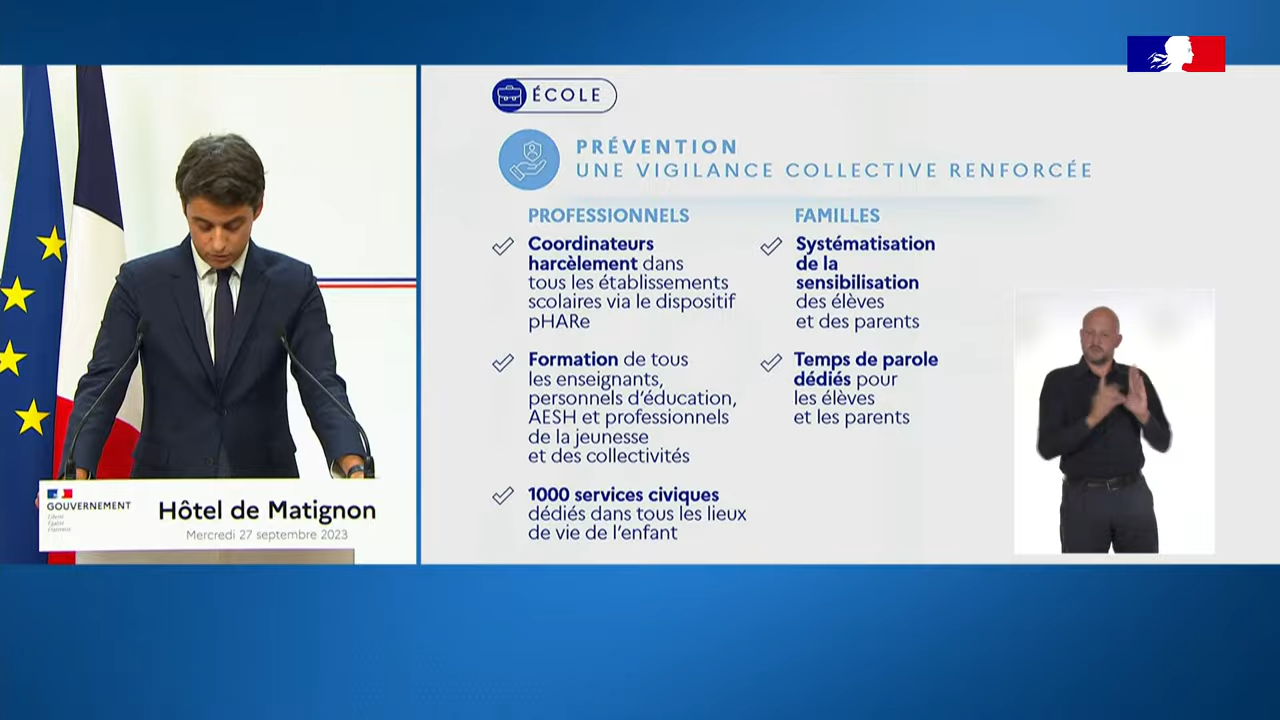 ÉCOLE
PRÉVENTION
UNE VIGILANCE COLLECTIVE RENFORCÉE
PROFESSIONNELS
Coordinateurs
harcèlement dans
tous les établissements
scolaires via le dispositif
pHARe
Formation de tous
les enseignants,
personnels d'éducation,
AESH et professionnels
de la jeunesse
et des collectivités
1000 services civiques
dédiés dans tous les lieux
de vie de l'enfant
FAMILLES
Systématisation
de la
sensibilisation
des élèves
et des parents
Temps de parole
dédiés pour
les élèves
et les parents
GOUVERNEMENT
Liberté
Égalité
Fraternité
Hôtel de Matignon
Mercredi 27 septembre 2023